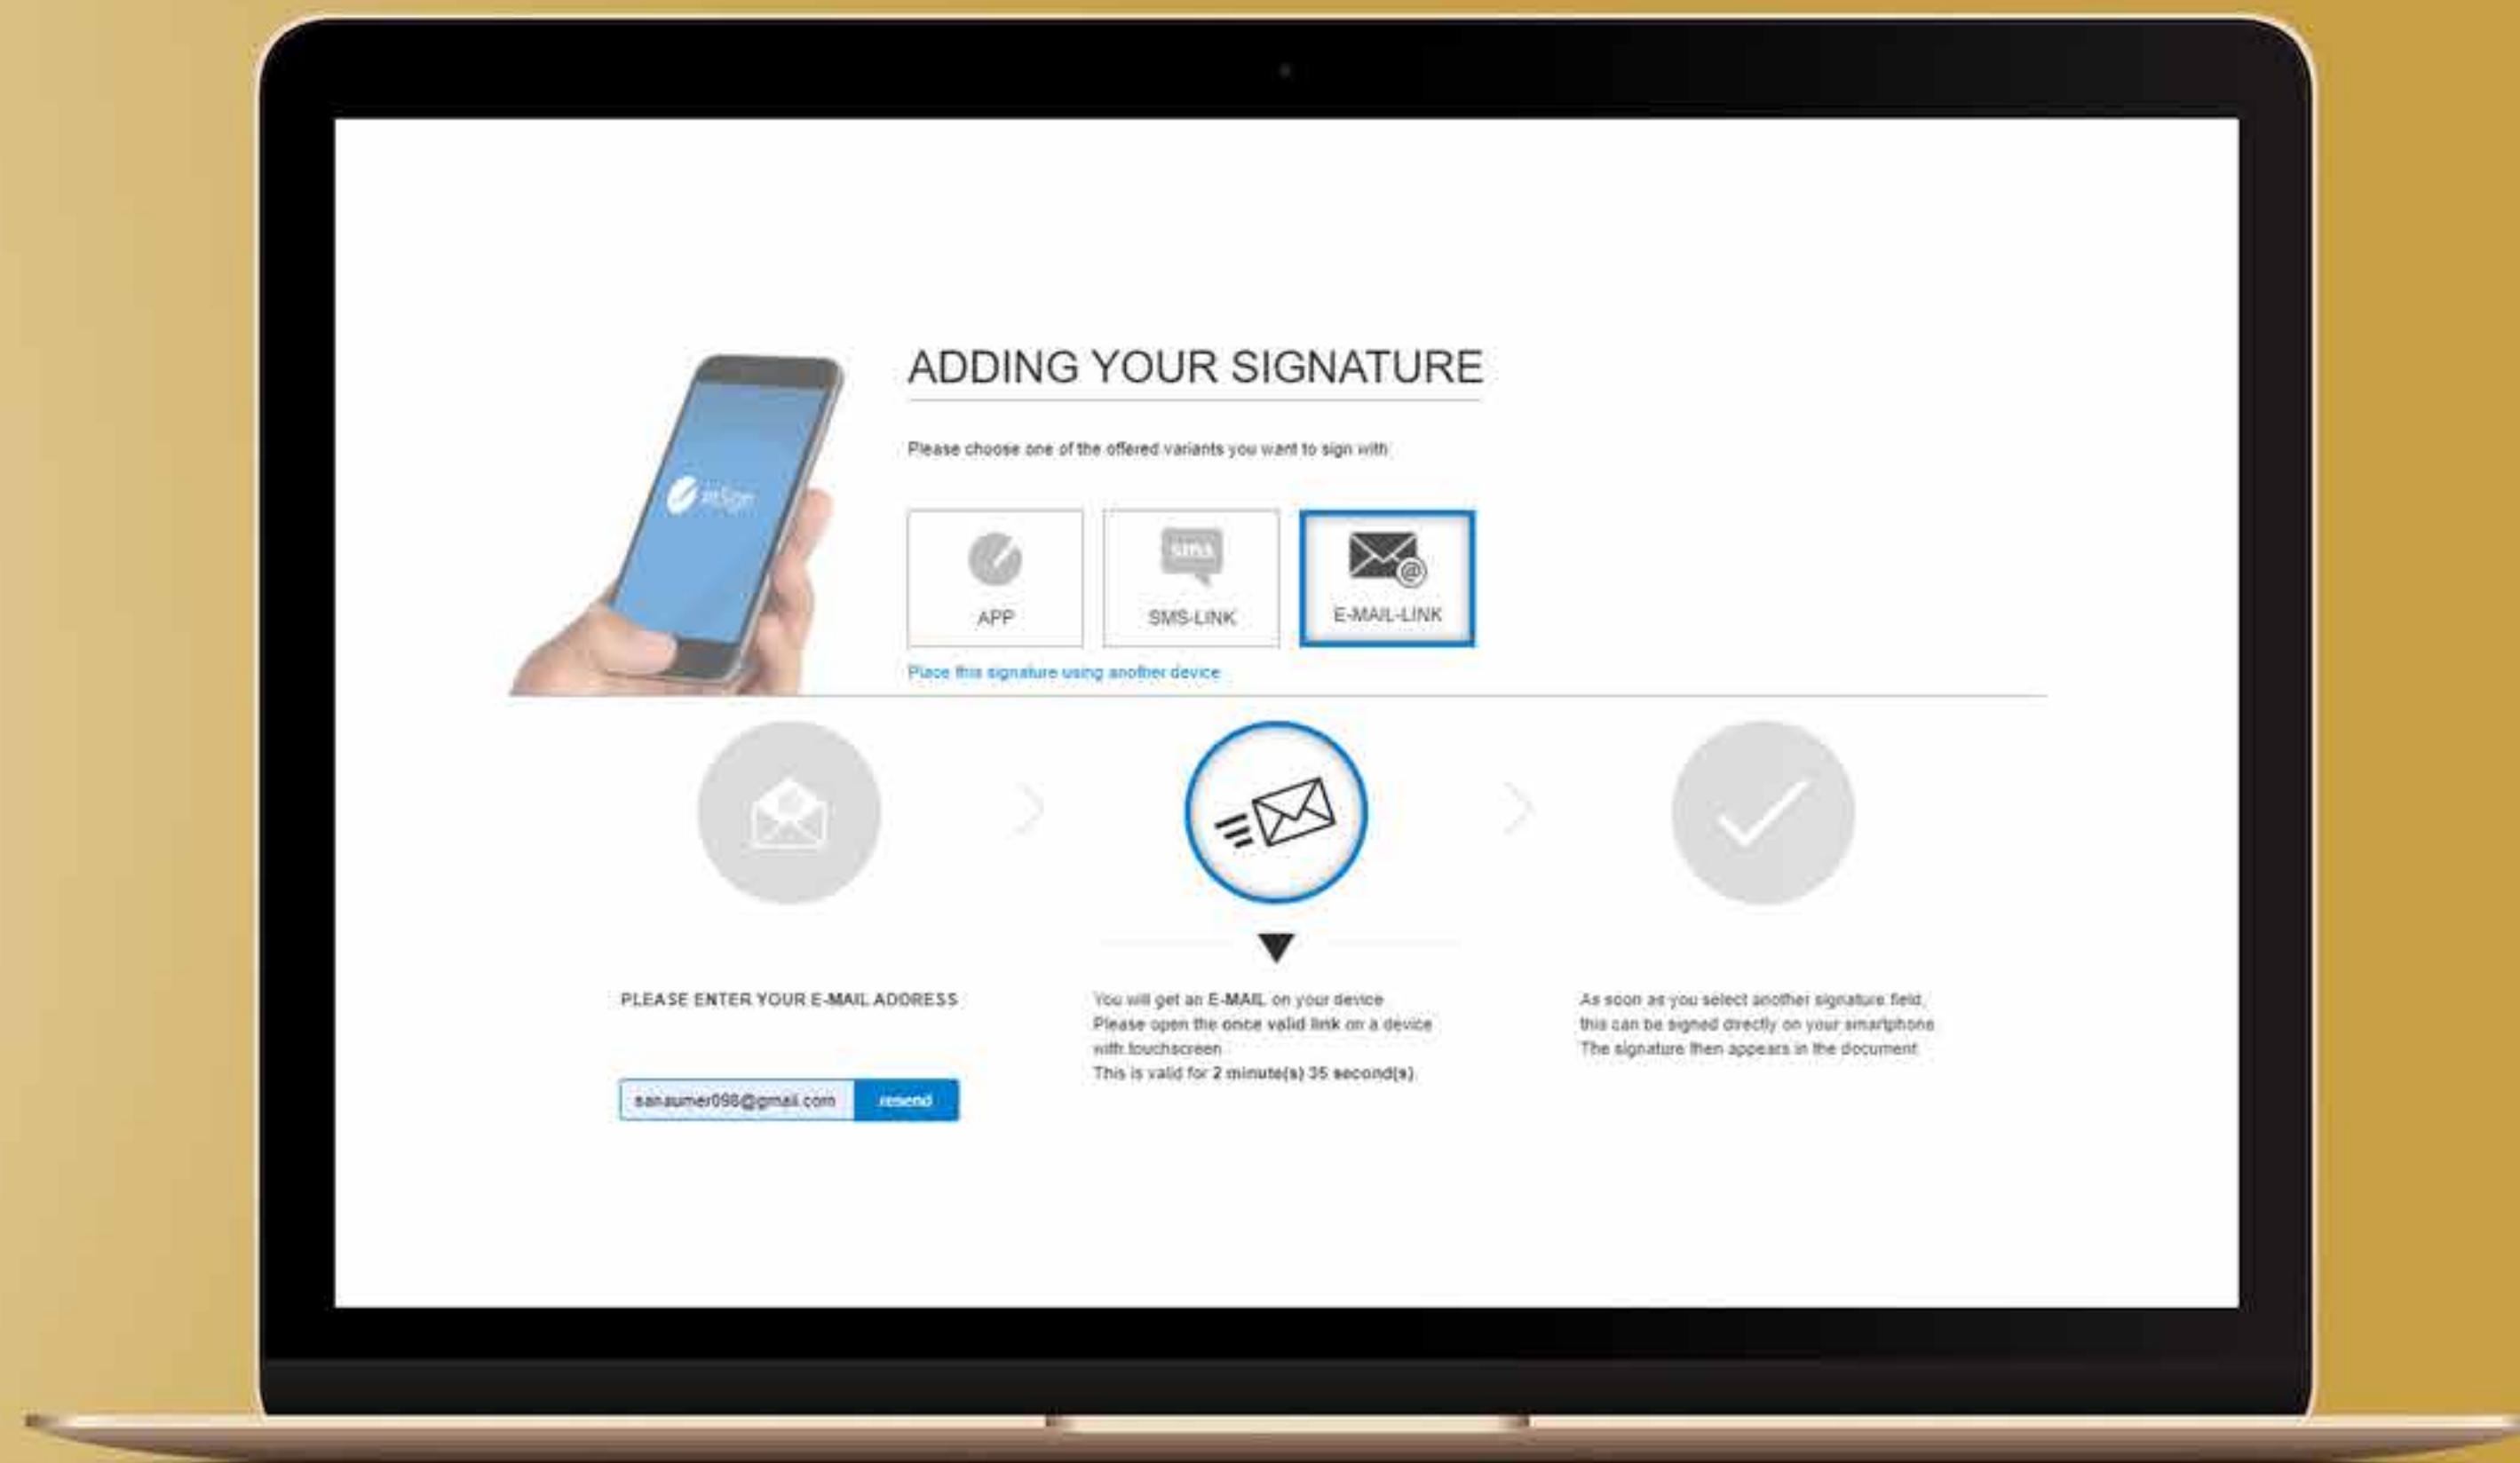 ADDING YOUR SIGNATURE
Please choose one of the offered variants you want to sign with:
sms
APP
SMS-LINK
E-MAIL-LINK
Place this signature using another device
PLEASE ENTER YOUR E-MAIL ADDRESS
sanaumer098@gmail.com
resend
You will get an E-MAIL on your device.
Please open the once valid link on a device
with touchscreen.
This is valid for 2 minute(s) 35 second(s).
As soon as you select another signature field,
this can be signed directly on your smartphone.
The signature then appears in the document.